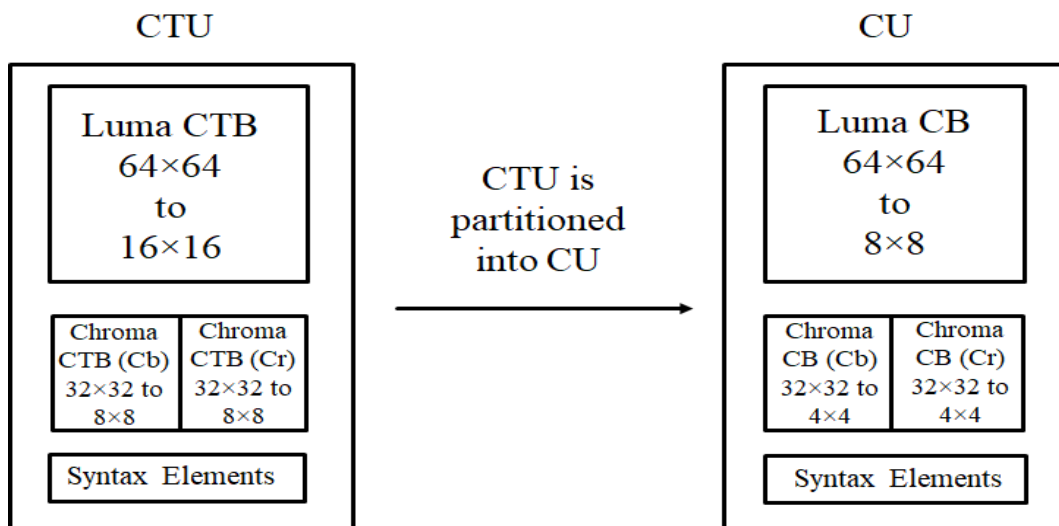 CTU
Luma CTB
64×64
to
16×16
Chroma
CTB (Cb)
32×32 to
8×8
Chroma
CTB (Cr)
32×32 to
8×8
Syntax Elements
CTU is
partitioned
into CU
CU
Luma CB
64×64
to
8×8
Chroma
CB (Cb)
32×32 to
4×4
Chroma
CB (Cr)
32×32 to
4×4
Syntax Elements